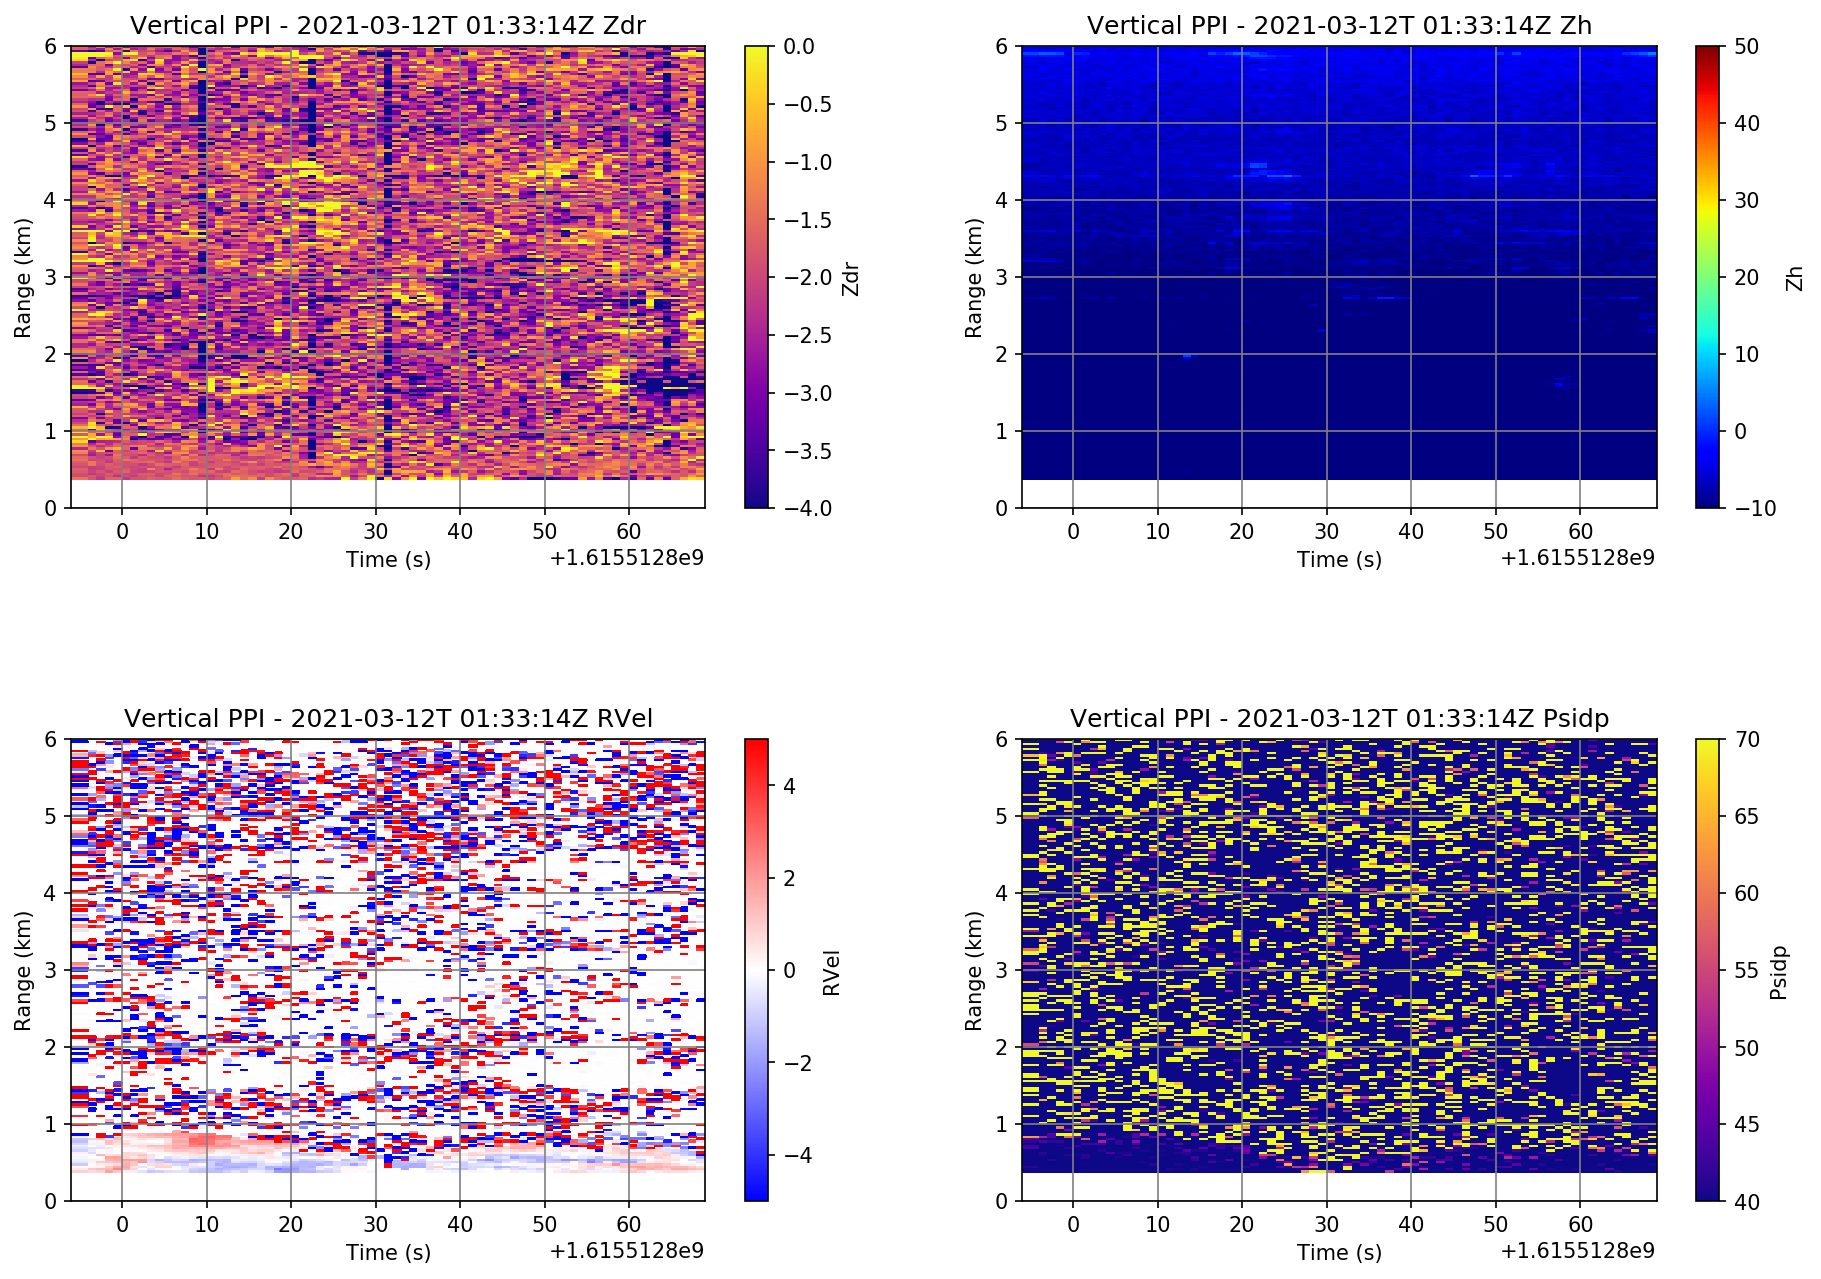 Vertical PPI - 2021-03-12T 01:33:14Z Zdr
6
5
4
3
2
1
0
Range (km)
0 10 20 30 40 50 60
Time (s)
+1.6155128e9
0.0
−0.5
−1.0
−1.5
−2.0
−2.5
−3.0
−3.5
−4.0
Zdr
Vertical PPI - 2021-03-12T 01:33:14Z Zh
6
5
4
3
2
1
0
Range (km)
0 10 20 30 40 50 60
Time (s)
+1.6155128e9
50
40
30
20
10
0
−10
Zh
Vertical PPI - 2021-03-12T 01:33:14Z RVel
6
5
4
3
2
1
0
Range (km)
0 10 20 30 40 50 60
Time (s)
+1.6155128e9
4
2
0
−2
−4
RVel
Vertical PPI - 2021-03-12T 01:33:14Z Psidp
6
5
4
3
2
1
0
Range (km)
0 10 20 30 40 50 60
Time (s)
+1.6155128e9
70
65
60
55
50
45
40
Psidp